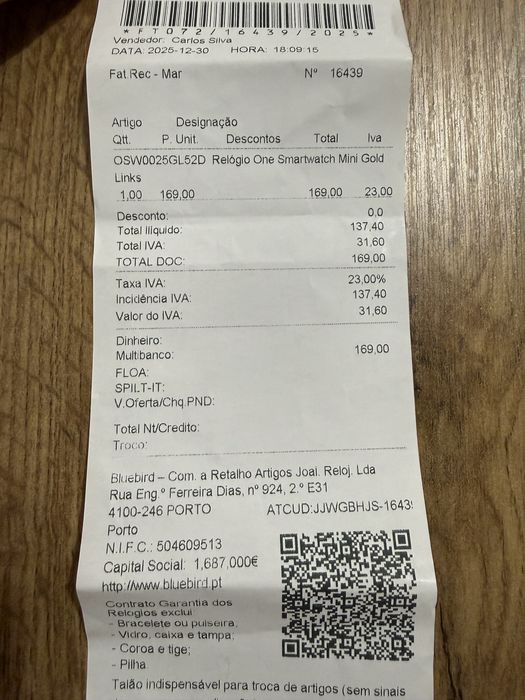 *FT072/16439/2025*
Vendedor: Carlos Silva
DATA: 2025-12-30 HORA: 18:09:15
Fat.Rec - Mar Nº 16439
Artigo Designação
Qtt. P. Unit. Descontos Total Iva
OSW0025GL52D Relógio One Smartwatch Mini Gold
Links
1,00 169,00 169,00 23,00
Desconto: 0,0
Total Iliquido: 137,40
Total IVA: 31,60
TOTAL DOC: 169,00
Taxa IVA: 23,00%
Incidência IVA: 137,40
Valor do IVA: 31,60
Dinheiro:
Multibanco: 169,00
FLOA:
SPILT-IT:
V.Oferta/Chq.PND:
Total Nt/Credito:
Troco:
Bluebird – Com. a Retalho Artigos Joal. Reloj. Lda
Rua Eng.º Ferreira Dias, nº 924, 2.º E31
4100-246 PORTO ATCUD:JJWGBHJS-1643
Porto
N.I.F.C.: 504609513
Capital Social: 1,687,000€
http://www.bluebird.pt
Contrato Garantia dos
Relogios exclui:
- Bracelete ou pulseira,
- Vidro, caixa e tampa;
- Coroa e tige;
- Pilha
Talão indispensável para troca de artigos (sem sinais